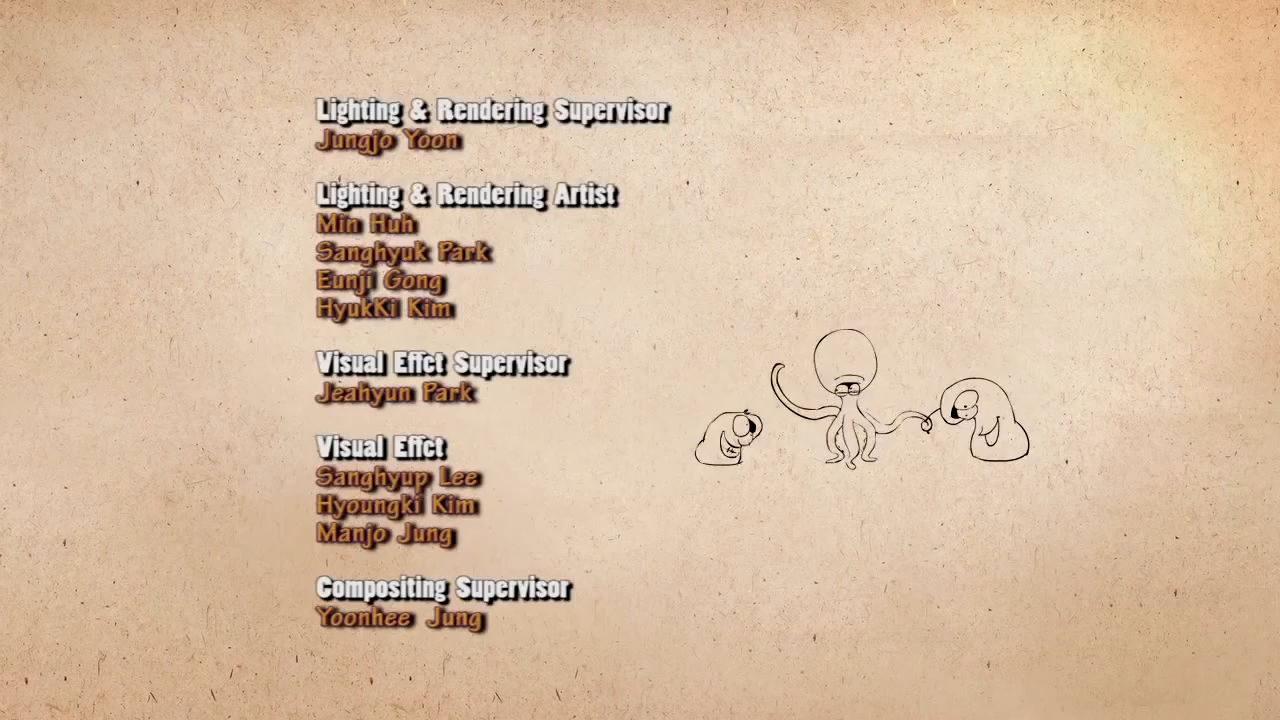 Lighting & Rendering Supervisor
Jungjo Yoon
Lighting & Rendering Artist
Min Huh
Sanghyuk Park
Eunji Gong
HyukKi Kim
Visual Effct Supervisor
Jeahyun Park
Visual Effct
Sanghyup Lee
Hyoungki Kim
Manjo Jung
Compositing Supervisor
Yoonhee Jung